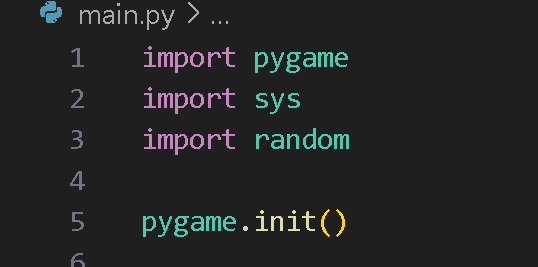 main.py > ...
1 import pygame
2 import sys
3 import random
4
5 pygame.init()
6